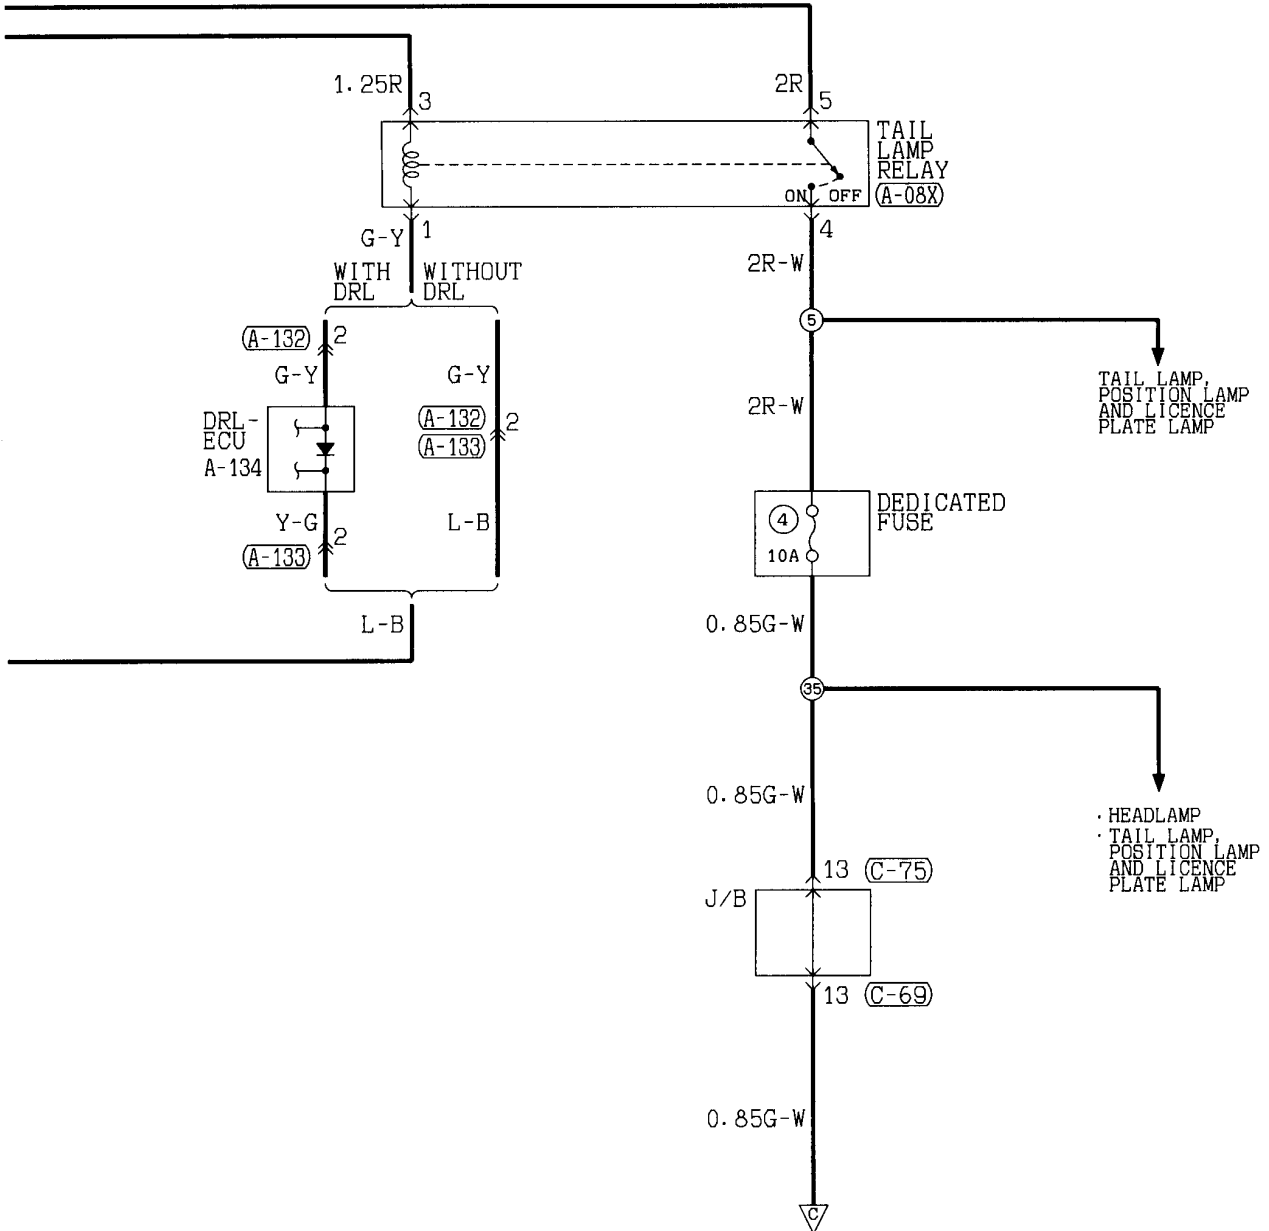 1.25R
3
2R
5
TAIL
LAMP
RELAY
(A-08X)
ON
OFF
G-Y
1
4
2R-W
WITH
DRL
WITHOUT
DRL
5
(A-132)
2
G-Y
G-Y
2R-W
TAIL LAMP,
POSITION LAMP
AND LICENCE
PLATE LAMP
DRL-
ECU
A-134
(A-132)
(A-133)
2
Y-G
2
(A-133)
L-B
DEDICATED
FUSE
4
10A
L-B
0.85G-W
35
0.85G-W
· HEADLAMP
· TAIL LAMP,
POSITION LAMP
AND LICENCE
PLATE LAMP
13
(C-75)
J/B
13
(C-69)
0.85G-W
C